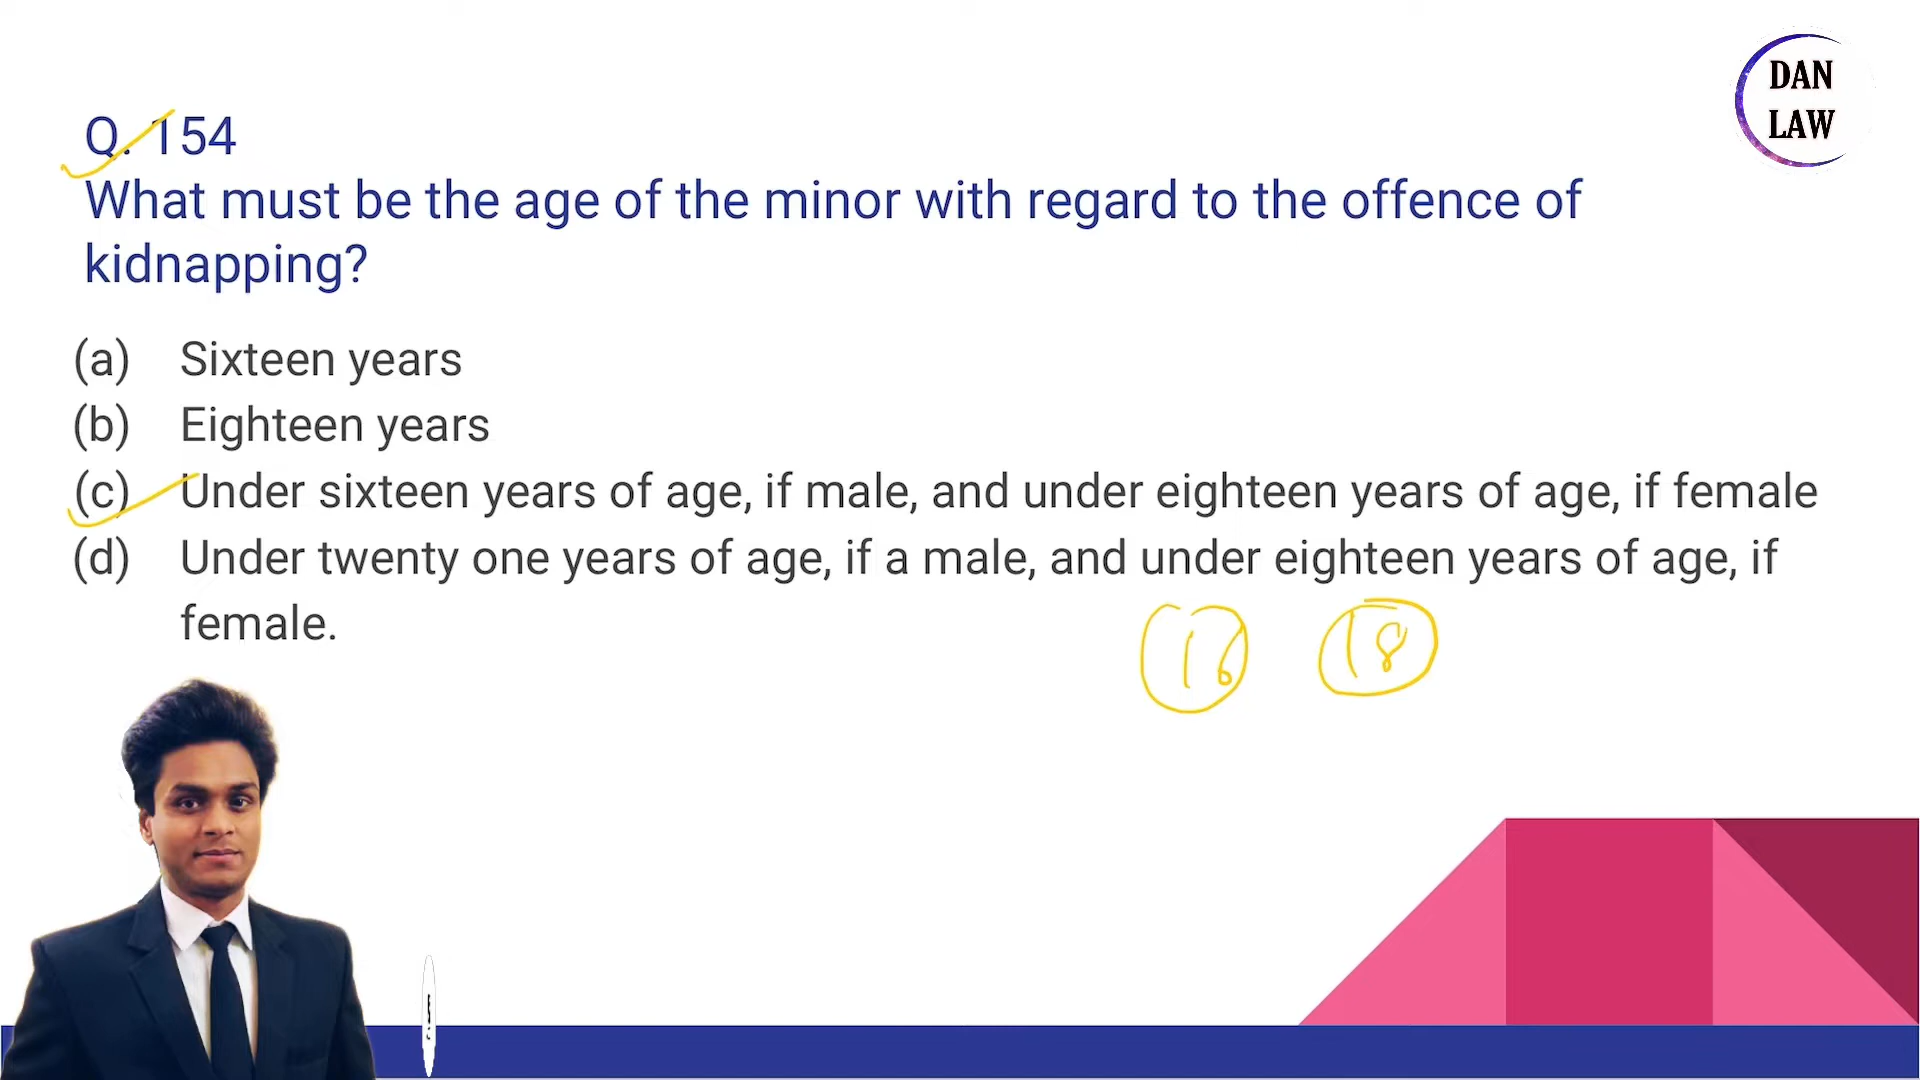 DAN
LAW
Q. 154
What must be the age of the minor with regard to the offence of
kidnapping?
(a) Sixteen years
(b) Eighteen years
(c) Under sixteen years of age, if male, and under eighteen years of age, if female
(d) Under twenty one years of age, if a male, and under eighteen years of age, if
female.
16 18